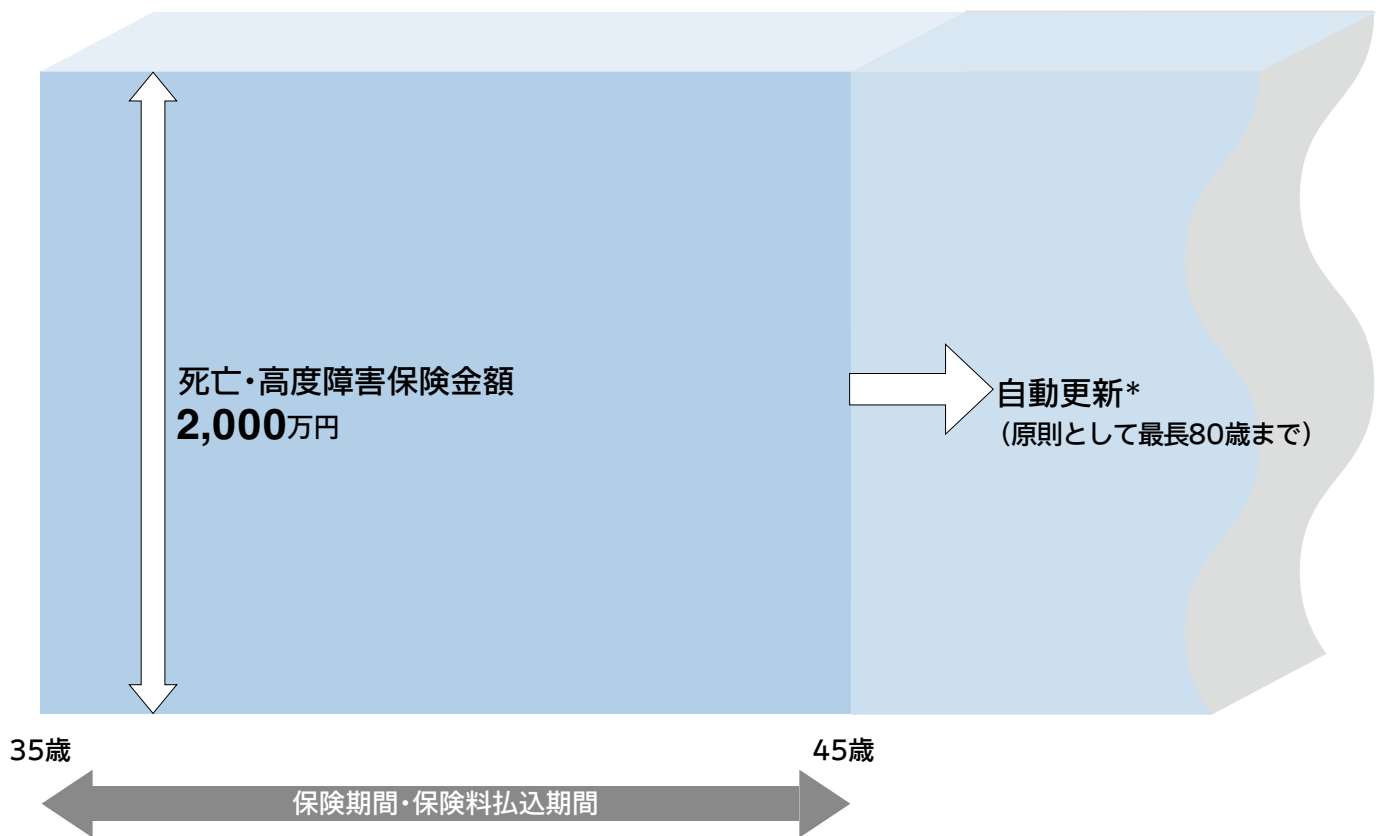 死亡・高度障害保険金額
2,000万円
自動更新*
（原則として最長80歳まで）
35歳
45歳
保険期間・保険料払込期間